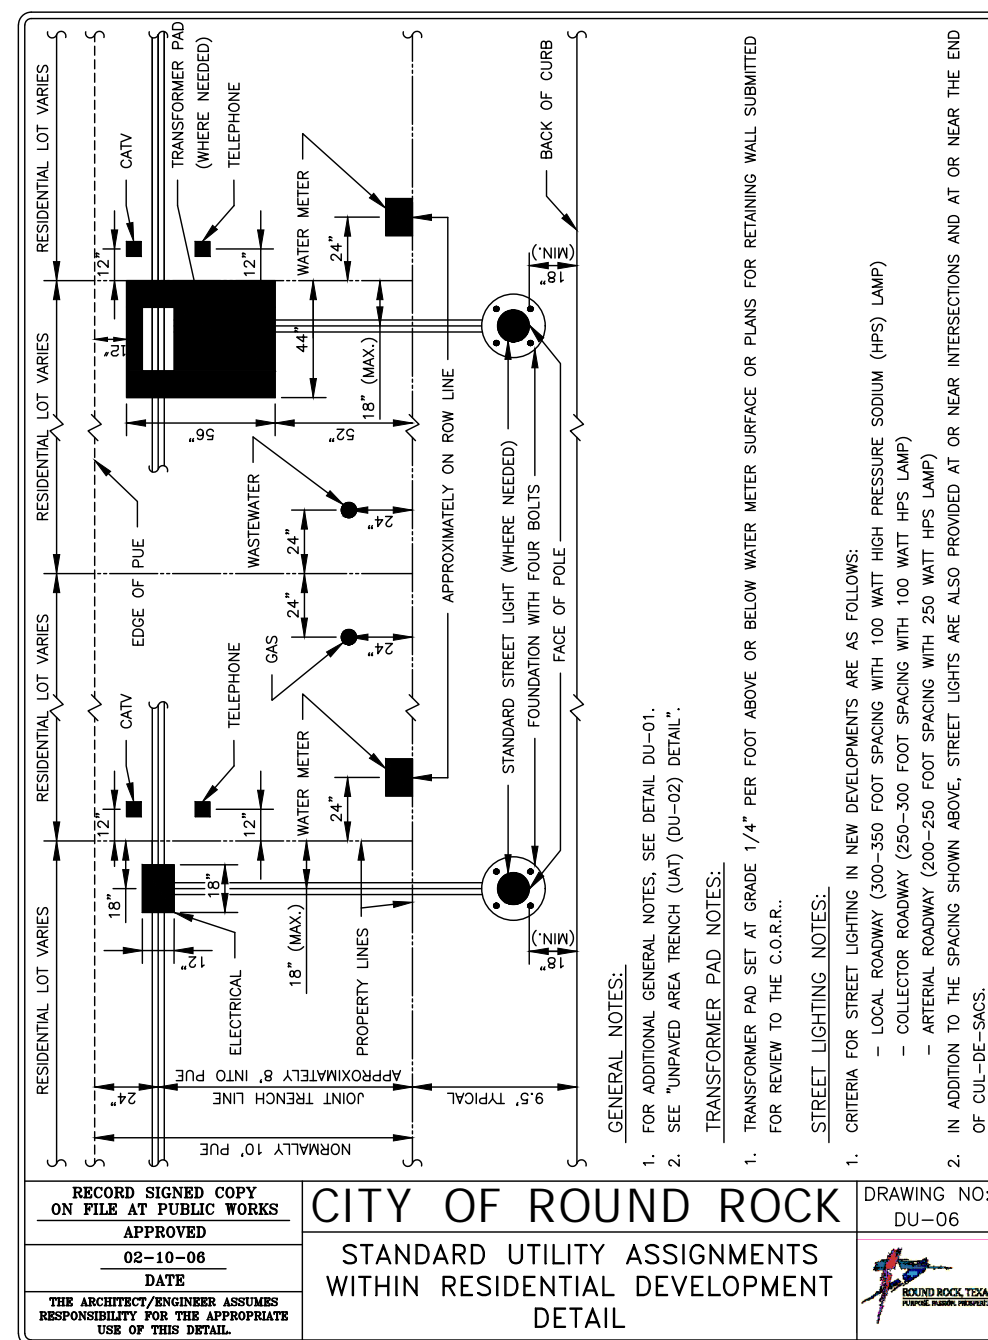 RESIDENTIAL LOT VARIES
RESIDENTIAL LOT VARIES
RESIDENTIAL LOT VARIES
RESIDENTIAL LOT VARIES
24"
JOINT TRENCH LINE
APPROXIMATELY 8' INTO PUE
NORMALLY 10' PUE
9.5' TYPICAL
18"
12"
18"
ELECTRICAL
18" (MAX.)
PROPERTY LINES
12"
CATV
TELEPHONE
12"
WATER METER
24"
18"
(MIN.)
EDGE OF PUE
GAS
24"
24"
WASTEWATER
24"
24"
12"
56"
52"
44"
18" (MAX.)
12"
CATV
TRANSFORMER PAD
(WHERE NEEDED)
TELEPHONE
12"
WATER METER
24"
APPROXIMATELY ON ROW LINE
STANDARD STREET LIGHT (WHERE NEEDED)
FOUNDATION WITH FOUR BOLTS
FACE OF POLE
18"
(MIN.)
BACK OF CURB
GENERAL NOTES:
1. FOR ADDITIONAL GENERAL NOTES, SEE DETAIL DU-01.
2. SEE "UNPAVED AREA TRENCH (UAT) (DU-02) DETAIL".
TRANSFORMER PAD NOTES:
1. TRANSFORMER PAD SET AT GRADE 1/4" PER FOOT ABOVE OR BELOW WATER METER SURFACE OR PLANS FOR RETAINING WALL SUBMITTED
FOR REVIEW TO THE C.O.R.R..
STREET LIGHTING NOTES:
1. CRITERIA FOR STREET LIGHTING IN NEW DEVELOPMENTS ARE AS FOLLOWS:
- LOCAL ROADWAY (300-350 FOOT SPACING WITH 100 WATT HIGH PRESSURE SODIUM (HPS) LAMP)
- COLLECTOR ROADWAY (250-300 FOOT SPACING WITH 100 WATT HPS LAMP)
- ARTERIAL ROADWAY (200-250 FOOT SPACING WITH 250 WATT HPS LAMP)
2. IN ADDITION TO THE SPACING SHOWN ABOVE, STREET LIGHTS ARE ALSO PROVIDED AT OR NEAR INTERSECTIONS AND AT OR NEAR THE END
OF CUL-DE-SACS.
RECORD SIGNED COPY
ON FILE AT PUBLIC WORKS
APPROVED
02-10-06
DATE
THE ARCHITECT/ENGINEER ASSUMES
RESPONSIBILITY FOR THE APPROPRIATE
USE OF THIS DETAIL.
CITY OF ROUND ROCK
STANDARD UTILITY ASSIGNMENTS
WITHIN RESIDENTIAL DEVELOPMENT
DETAIL
DRAWING NO:
DU-06
ROUND ROCK, TEXAS
PURPOSE. PASSION. PROSPERITY